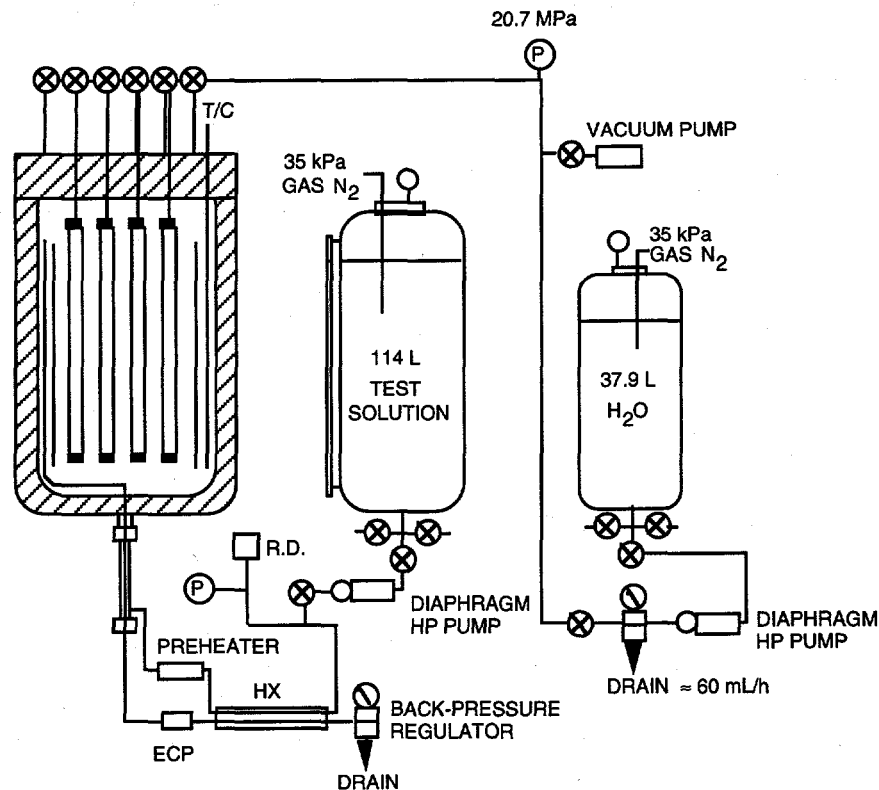 20.7 MPa
P
T/C
VACUUM PUMP
35 kPa
GAS N₂
35 kPa
GAS N₂
114 L
TEST
SOLUTION
37.9 L
H₂O
R.D.
P
DIAPHRAGM
HP PUMP
DIAPHRAGM
HP PUMP
PREHEATER
HX
DRAIN ≈ 60 mL/h
BACK-PRESSURE
REGULATOR
ECP
DRAIN